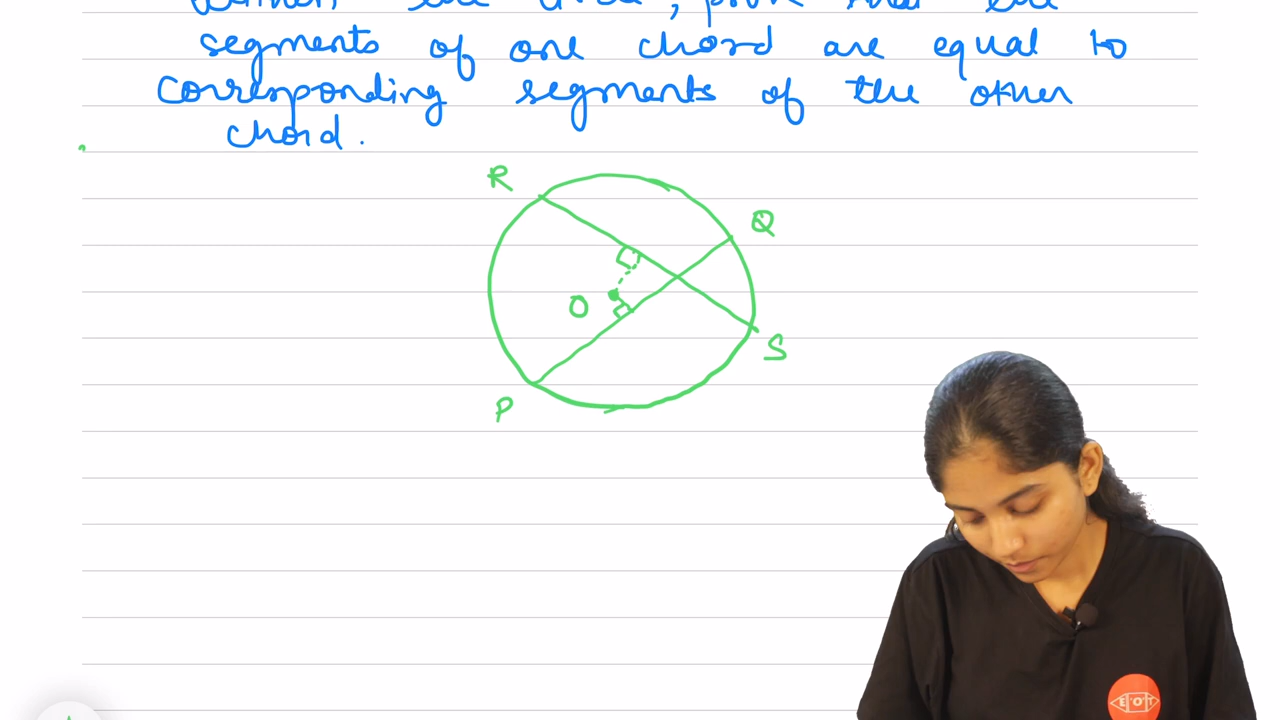 segments of one chord are equal to
corresponding segments of the other
chord.
R
Q
O
S
P
E'O'T